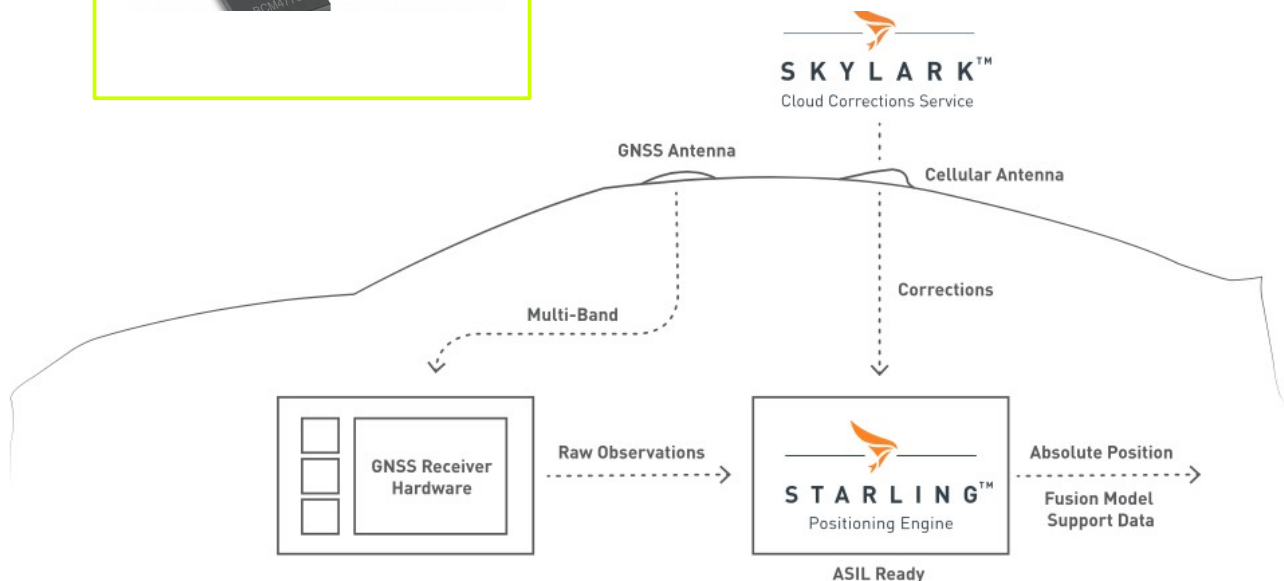 SKYLARK™
Cloud Corrections Service
GNSS Antenna
Cellular Antenna
Corrections
Multi-Band
GNSS Receiver
Hardware
Raw Observations
STARLING™
Positioning Engine
Absolute Position
Fusion Model
Support Data
ASIL Ready